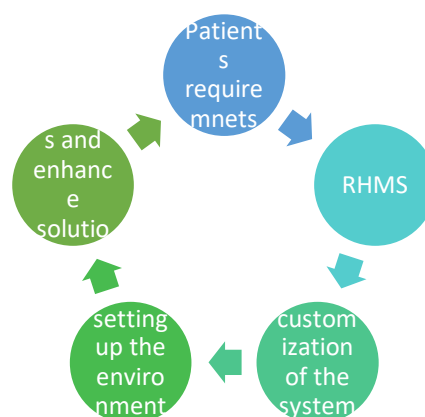 Patient
s
require
mnets
RHMS
custom
ization
of the
system
setting
up the
enviro
nment
s and
enhanc
e
solutio